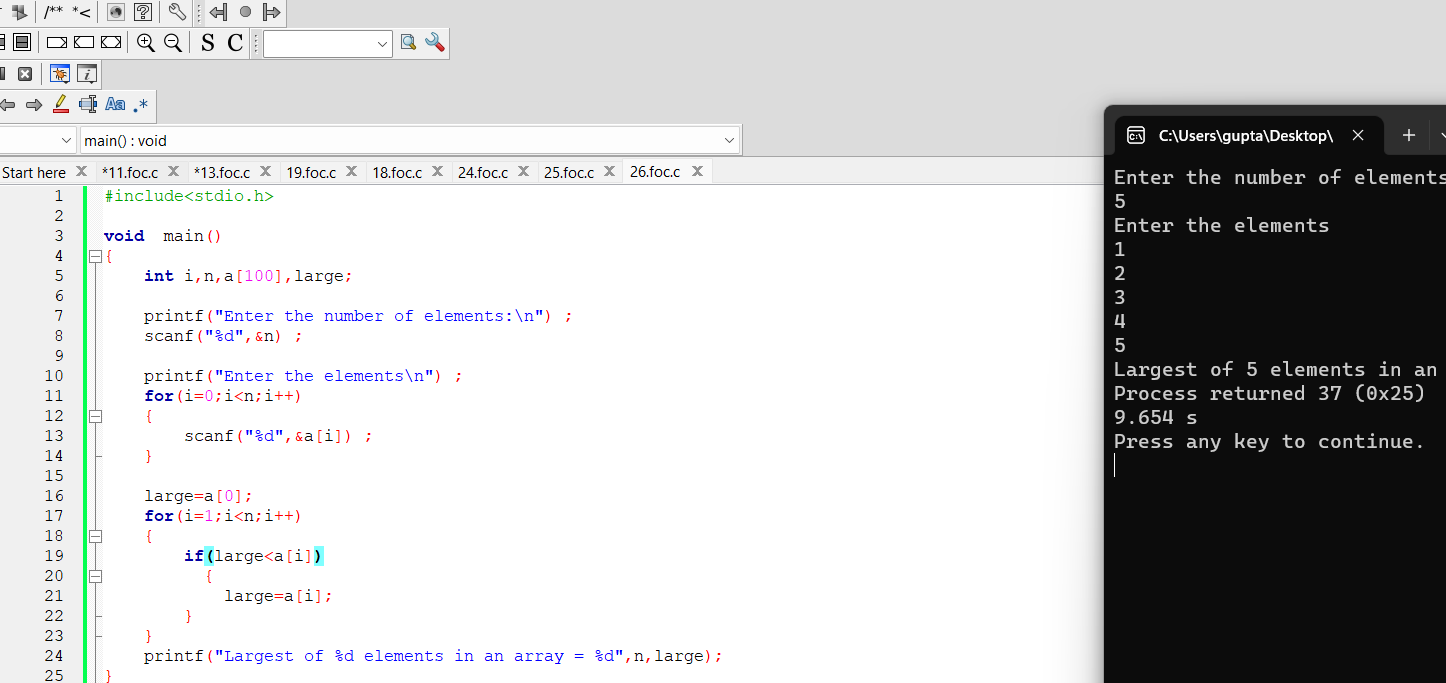 /** *<
S C
Aa .*
main() : void
Start here *11.foc.c *13.foc.c 19.foc.c 18.foc.c 24.foc.c 25.foc.c 26.foc.c
1 #include<stdio.h>
2
3 void  main()
4 {
5     int i,n,a[100],large;
6
7     printf("Enter the number of elements:\n") ;
8     scanf("%d",&n) ;
9
10     printf("Enter the elements\n") ;
11     for(i=0;i<n;i++)
12     {
13         scanf("%d",&a[i]) ;
14     }
15
16     large=a[0];
17     for(i=1;i<n;i++)
18     {
19         if(large<a[i])
20           {
21             large=a[i];
22         }
23     }
24     printf("Largest of %d elements in an array = %d",n,large);
25 }
C:\Users\gupta\Desktop\
Enter the number of elements
5
Enter the elements
1
2
3
4
5
Largest of 5 elements in an
Process returned 37 (0x25)
9.654 s
Press any key to continue.